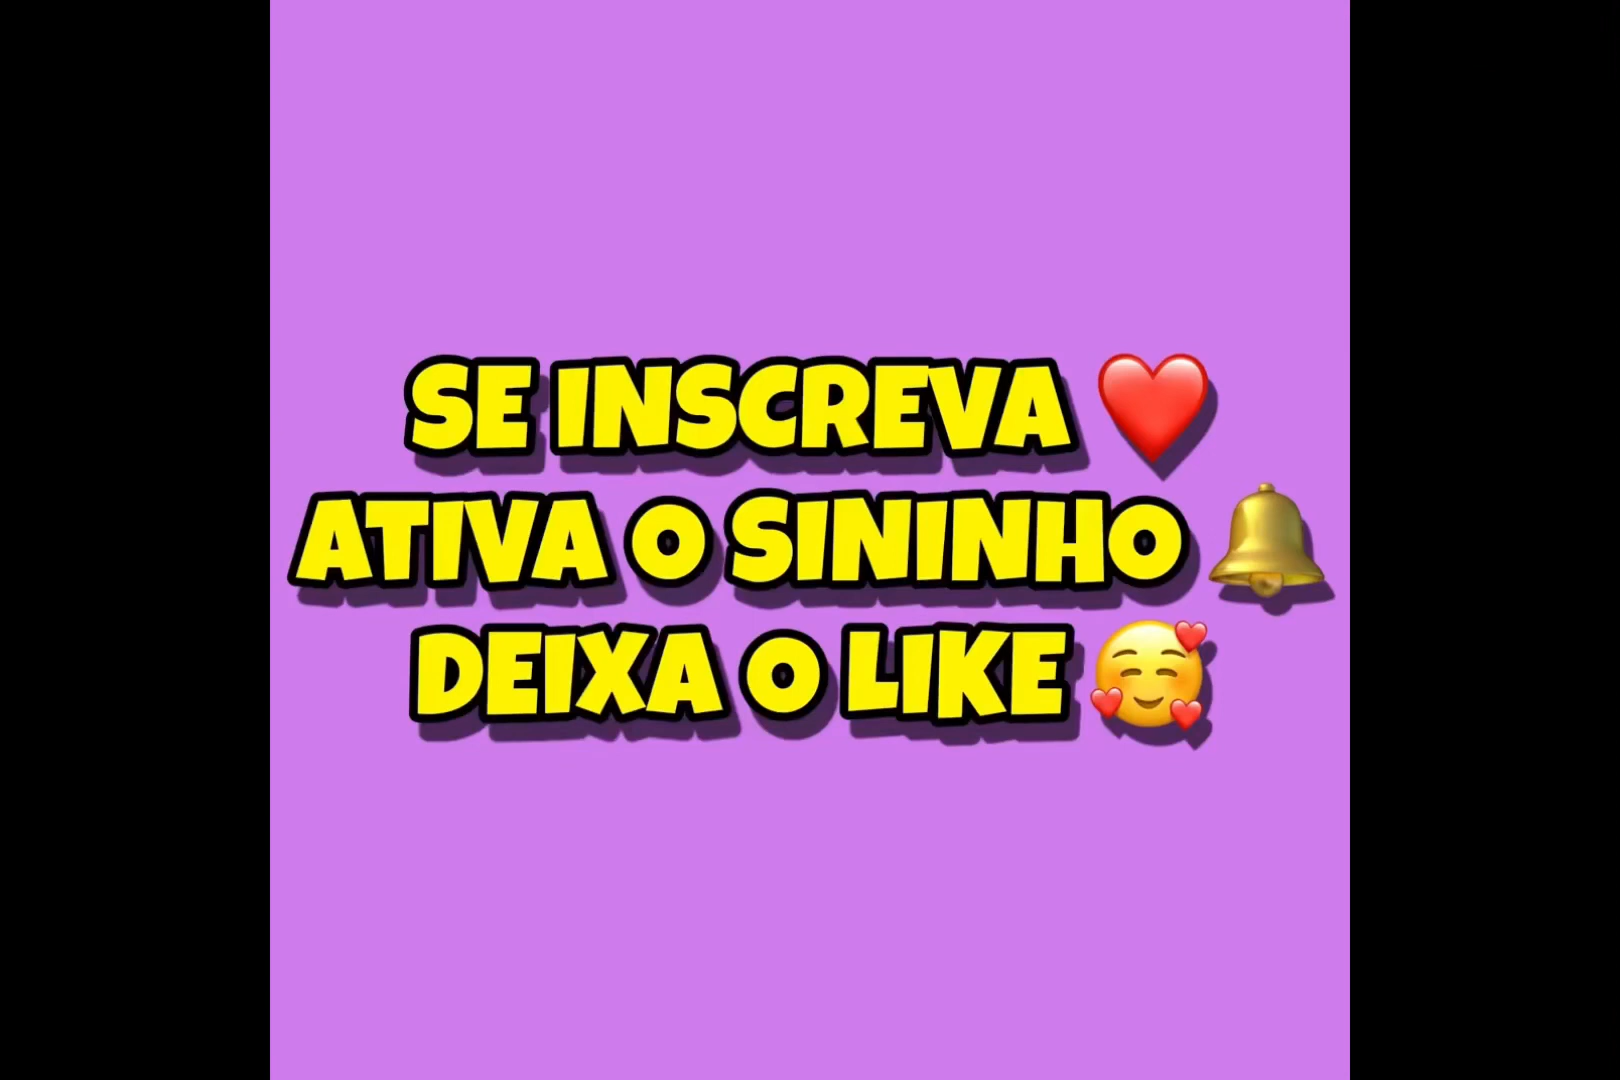 SE INSCREVA ❤️
ATIVA O SININHO 🔔
DEIXA O LIKE 🥰